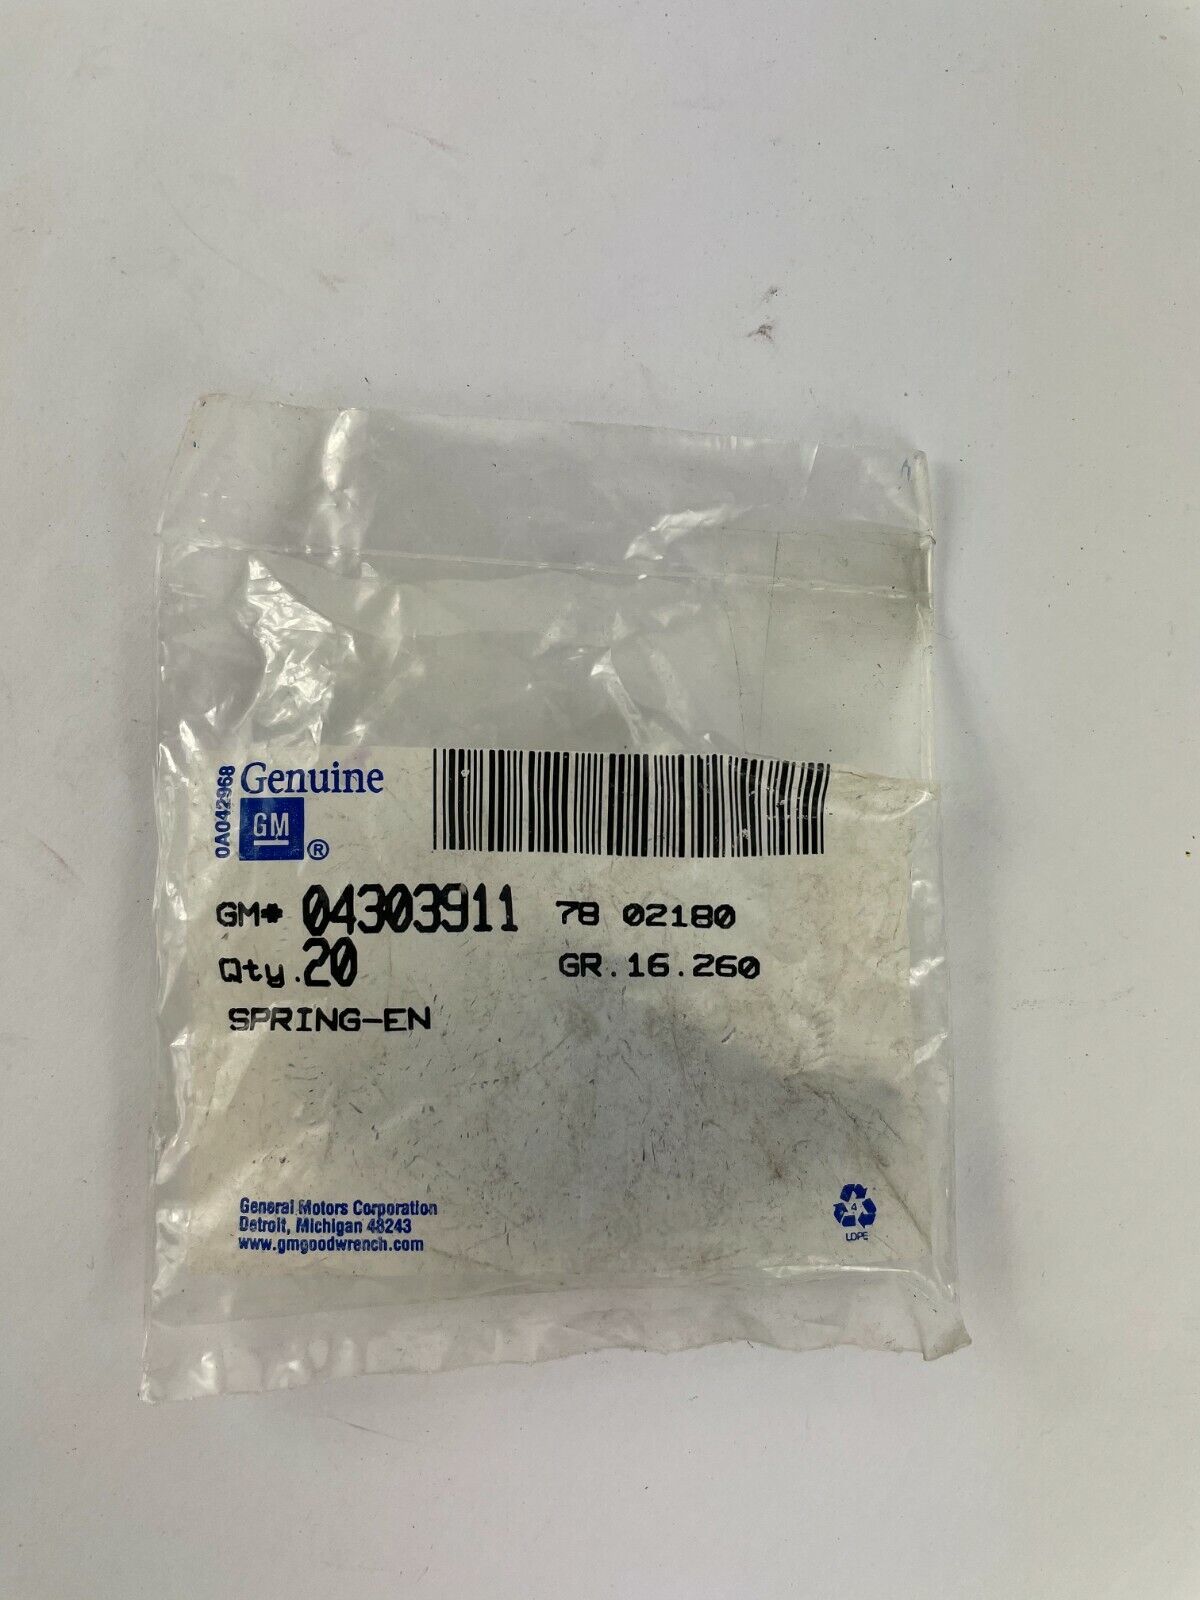 0A042968
Genuine
GM
®
GM# 04303911 78 02180
Qty. 20 GR. 16.260
SPRING-EN
General Motors Corporation
Detroit, Michigan 48243
www.gmgoodwrench.com
4
LDPE